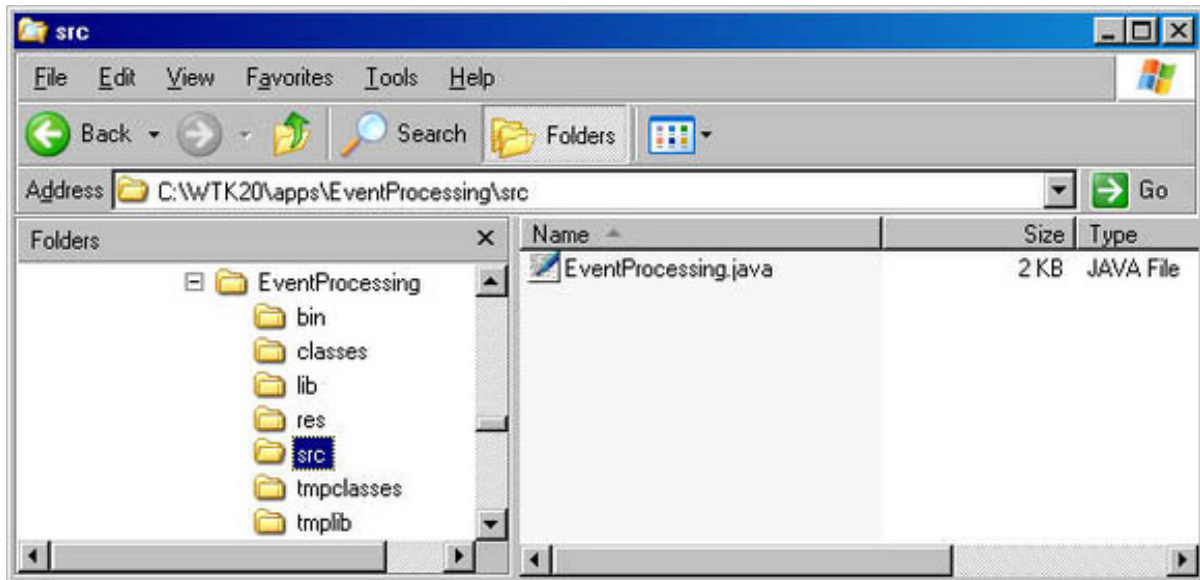 src
File Edit View Favorites Tools Help
Back Search Folders
Address C:\WTK20\apps\EventProcessing\src Go
Folders x Name Size Type
EventProcessing EventProcessing.java 2 KB JAVA File
bin
classes
lib
res
src
tmpclasses
tmplib